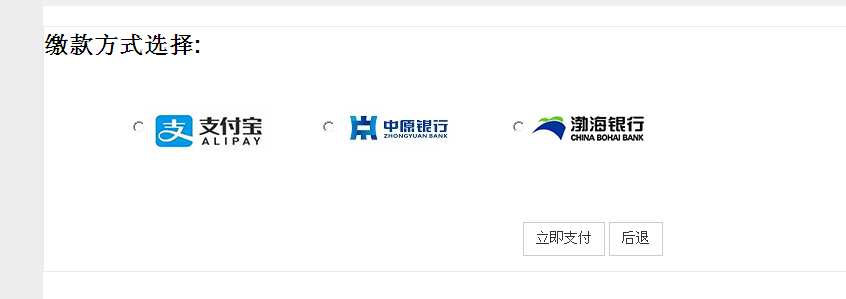 缴款方式选择:
支付宝
ALIPAY
中原银行
ZHONGYUAN BANK
渤海银行
CHINA BOHAI BANK
立即支付
后退